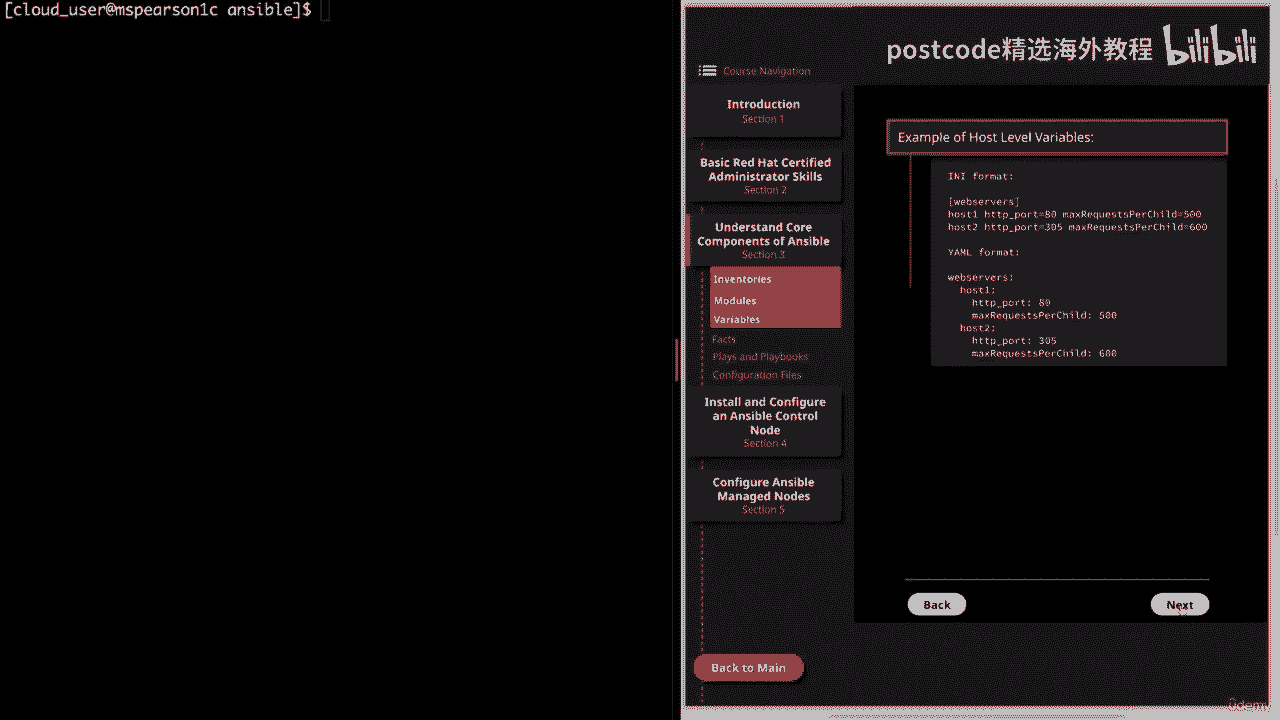 [cloud_user@mspearson1c ansible]$
postcode精选海外教程 bilibili
Course Navigation
Introduction
Section 1
Basic Red Hat Certified
Administrator Skills
Section 2
Understand Core
Components of Ansible
Section 3
Inventories
Modules
Variables
Facts
Plays and Playbooks
Configuration Files
Install and Configure
an Ansible Control
Node
Section 4
Configure Ansible
Managed Nodes
Section 5
Back to Main
Example of Host Level Variables:
INI format:
[webservers]
host1 http_port=80 maxRequestsPerChild=500
host2 http_port=305 maxRequestsPerChild=600
YAML format:
webservers:
host1:
http_port: 80
maxRequestsPerChild: 500
host2:
http_port: 305
maxRequestsPerChild: 600
Back
Next
ûdemy